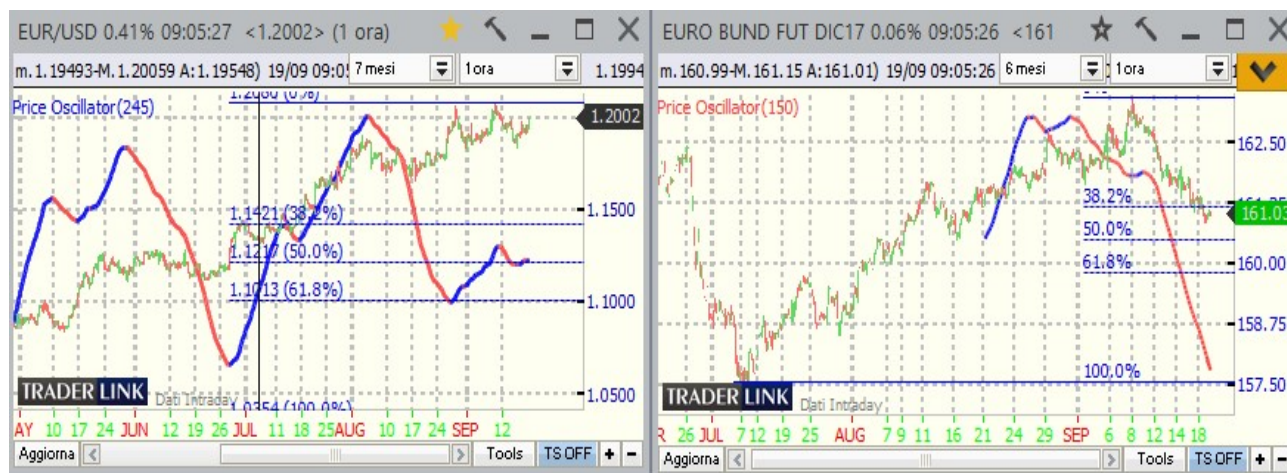 EUR/USD 0.41% 09:05:27 <1.2002> (1 ora)
m.1.19493-M.1.20059 A:1.19548) 19/09 09:05: 7 mesi 1 ora 1.1994
Price Oscillator(245)
1.2002
1.1500
1.1421 (38.2%)
1.1217 (50.0%)
1.1013 (61.8%)
1.1000
TRADERLINK
Dati Intraday
1.0354 (100.0%)
1.0500
AY 10 17 24 JUN 12 19 26 JUL 11 18 25 AUG 10 17 24 SEP 12
Aggiorna Tools TS OFF + -
EURO BUND FUT DIC17 0.06% 09:05:26 <161
m.160.99-M.161.15 A:161.01) 19/09 09:05:26 6 mesi 1 ora
Price Oscillator(150)
162.50
38.2%
161.03
50.0%
160.00
61.8%
158.75
100.0%
157.50
TRADERLINK
Dati Intraday
R 26 JUL 7 12 19 25 AUG 7 9 11 16 21 24 29 SEP 6 8 12 14 18
Aggiorna Tools TS OFF + -